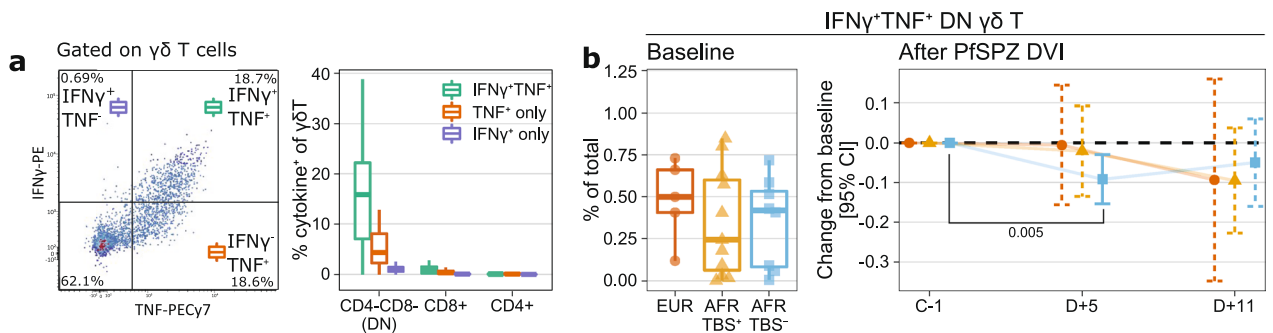 a
Gated on γδ T cells
0.69%
18.7%
IFNγ⁺
TNF⁻
IFNγ⁺
TNF⁺
IFNγ⁻
TNF⁺
62.1%
18.6%
IFNγ-PE
TNF-PECy7
% cytokine⁺ of γδT
40
30
20
10
0
IFNγ⁺TNF⁺
TNF⁺ only
IFNγ⁺ only
CD4-CD8-
(DN)
CD8+
CD4+
b
IFNγ⁺TNF⁺ DN γδ T
Baseline
% of total
1.25
1.00
0.75
0.50
0.25
0.00
EUR
AFR
TBS⁺
AFR
TBS⁻
After PfSPZ DVI
Change from baseline
[95% CI]
0.1
0.0
-0.1
-0.2
-0.3
0.005
C-1
D+5
D+11